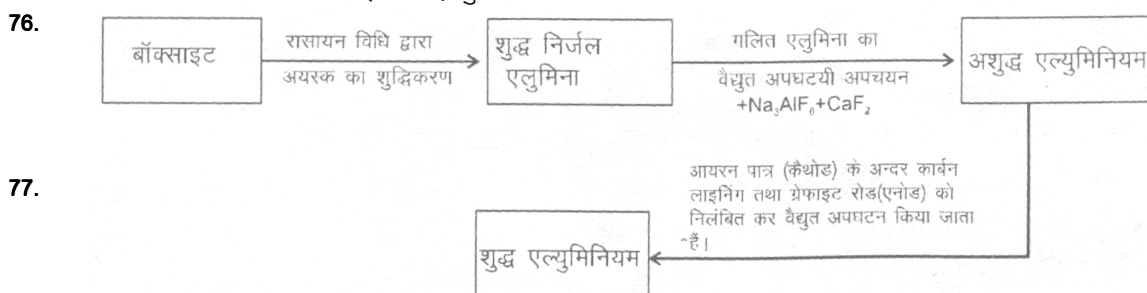 76.
बॉक्साइट
रासायन विधि द्वारा
अयस्क का शुद्धिकरण
शुद्ध निर्जल
एलुमिना
गलित एलुमिना का
वैद्युत अपघटयी अपचयन
+Na₃AlF₆+CaF₂
अशुद्ध एल्युमिनियम
77.
आयरन पात्र (कैथोड) के अन्दर कार्बन
लाइनिंग तथा ग्रेफाइट रोड(एनोड) को
निलंबित कर वैद्युत अपघटन किया जाता
हैं।
शुद्ध एल्युमिनियम